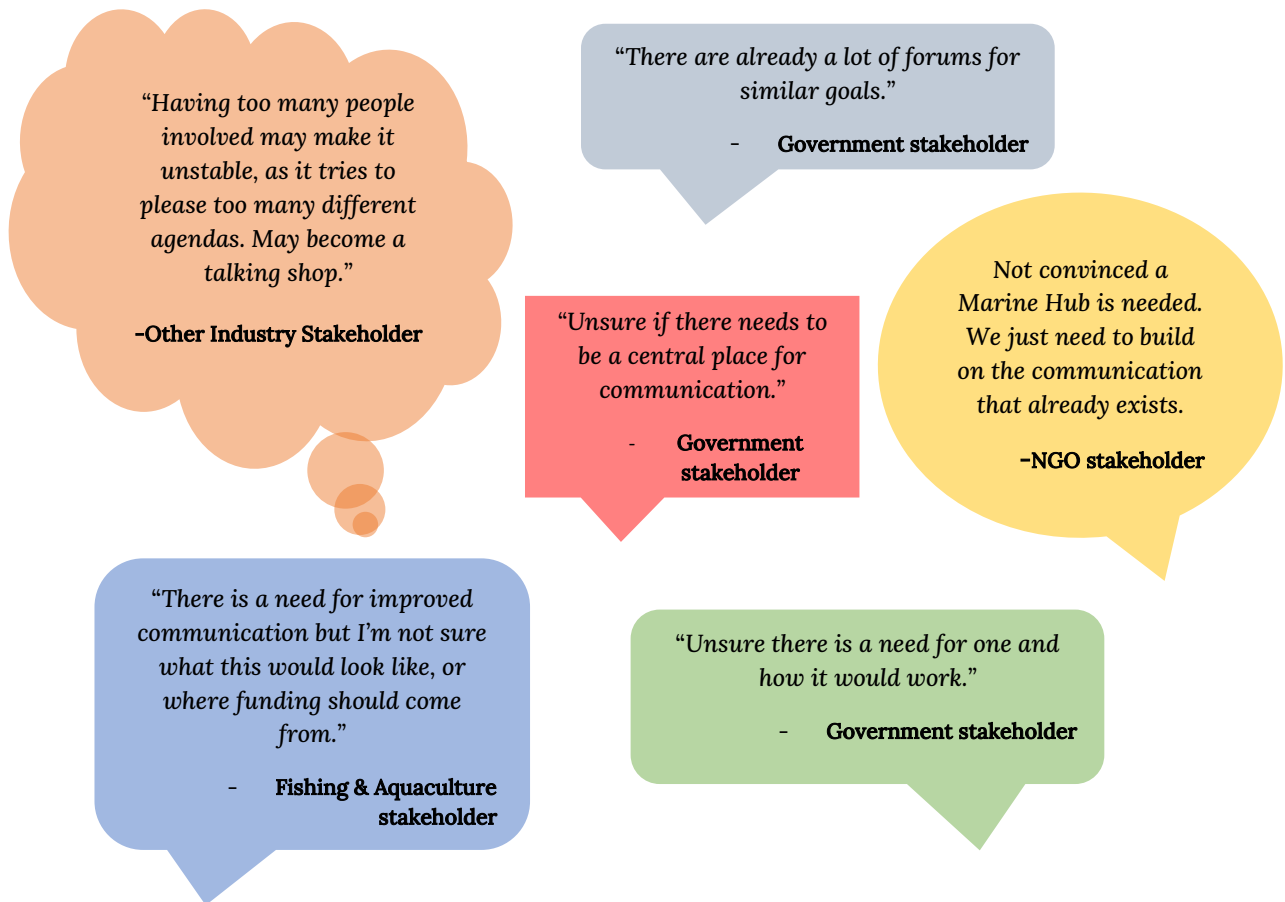 “Having too many people
involved may make it
unstable, as it tries to
please too many different
agendas. May become a
talking shop.”
-Other Industry Stakeholder
“There are already a lot of forums for
similar goals.”
- Government stakeholder
“Unsure if there needs to
be a central place for
communication.”
- Government
stakeholder
Not convinced a
Marine Hub is needed.
We just need to build
on the communication
that already exists.
-NGO stakeholder
“There is a need for improved
communication but I’m not sure
what this would look like, or
where funding should come
from.”
- Fishing & Aquaculture
stakeholder
“Unsure there is a need for one and
how it would work.”
- Government stakeholder